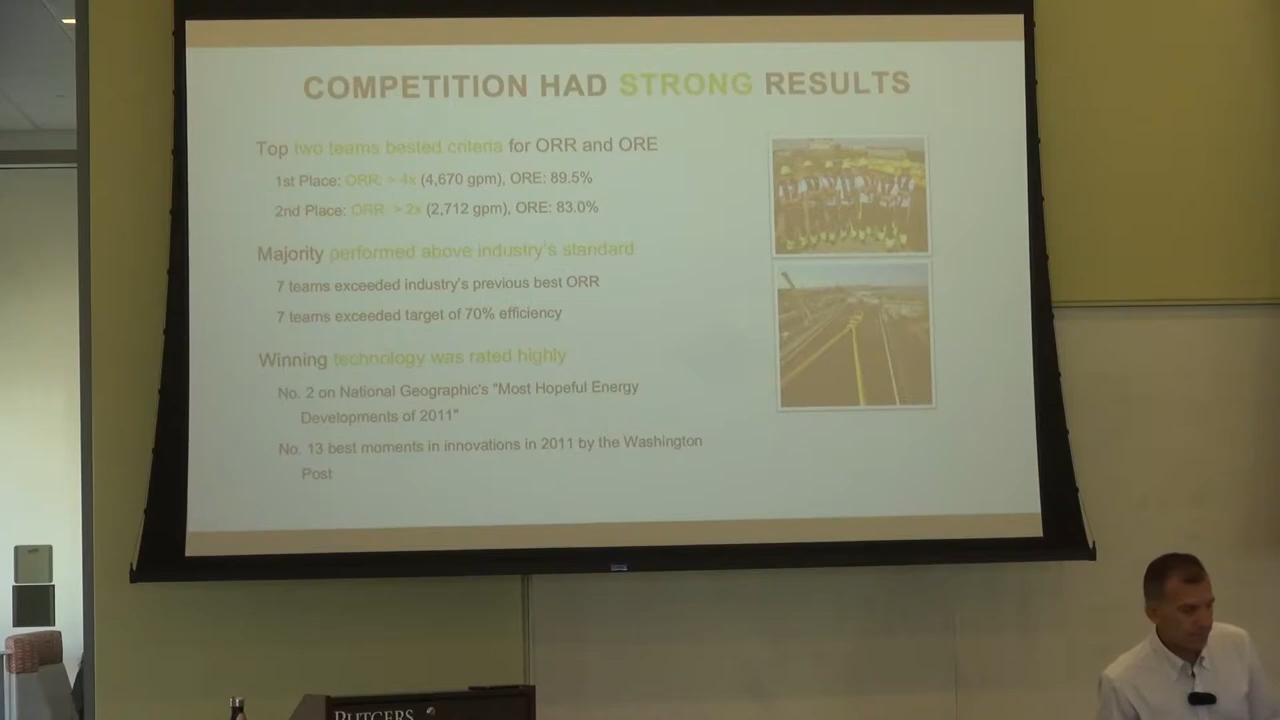 COMPETITION HAD STRONG RESULTS
Top two teams bested criteria for ORR and ORE
1st Place: ORR: > 4x (4,670 gpm), ORE: 89.5%
2nd Place: ORR: > 2x (2,712 gpm), ORE: 83.0%
Majority performed above industry's standard
7 teams exceeded industry's previous best ORR
7 teams exceeded target of 70% efficiency
Winning technology was rated highly
No. 2 on National Geographic's "Most Hopeful Energy
Developments of 2011"
No. 13 best moments in innovations in 2011 by the Washington
Post
RUTGERS